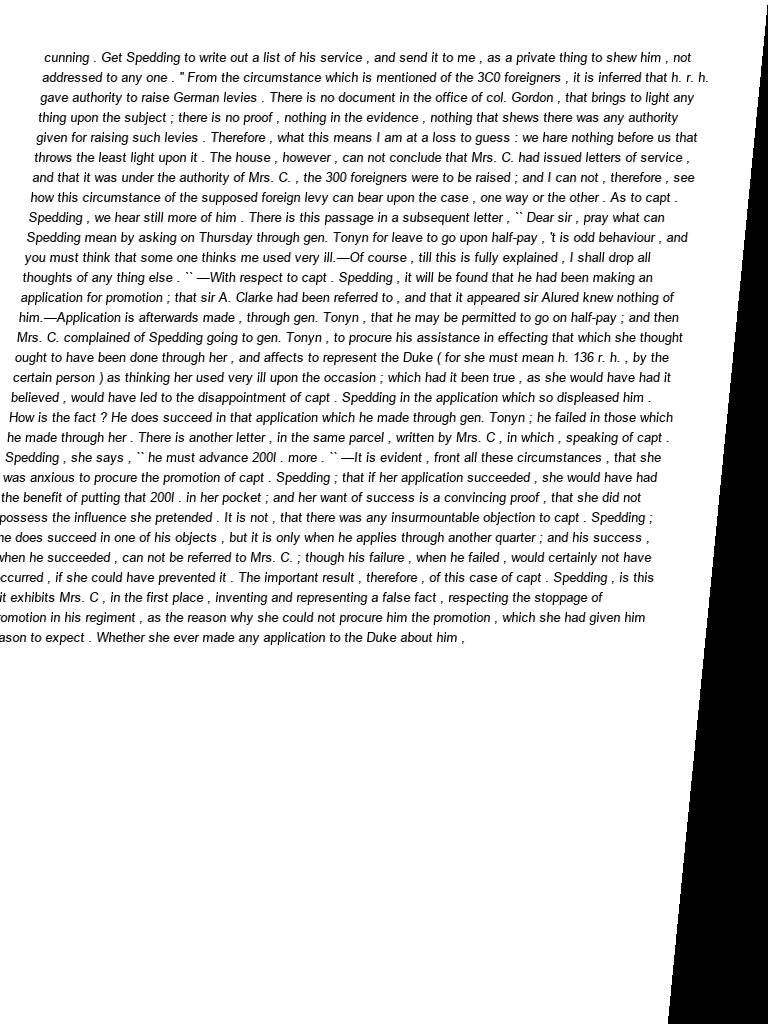 cunning . Get Spedding to write out a list of his service , and send it to me , as a private thing to shew him , not
addressed to any one . " From the circumstance which is mentioned of the 3C0 foreigners , it is inferred that h. r. h.
gave authority to raise German levies . There is no document in the office of col. Gordon , that brings to light any
thing upon the subject ; there is no proof , nothing in the evidence , nothing that shews there was any authority
given for raising such levies . Therefore , what this means I am at a loss to guess : we hare nothing before us that
throws the least light upon it . The house , however , can not conclude that Mrs. C. had issued letters of service ,
and that it was under the authority of Mrs. C. , the 300 foreigners were to be raised ; and I can not , therefore , see
how this circumstance of the supposed foreign levy can bear upon the case , one way or the other . As to capt .
Spedding , we hear still more of him . There is this passage in a subsequent letter , `` Dear sir , pray what can
Spedding mean by asking on Thursday through gen. Tonyn for leave to go upon half-pay , 't is odd behaviour , and
you must think that some one thinks me used very ill.—Of course , till this is fully explained , I shall drop all
thoughts of any thing else . `` —With respect to capt . Spedding , it will be found that he had been making an
application for promotion ; that sir A. Clarke had been referred to , and that it appeared sir Alured knew nothing of
him.—Application is afterwards made , through gen. Tonyn , that he may be permitted to go on half-pay ; and then
Mrs. C. complained of Spedding going to gen. Tonyn , to procure his assistance in effecting that which she thought
ought to have been done through her , and affects to represent the Duke ( for she must mean h. 136 r. h. , by the
certain person ) as thinking her used very ill upon the occasion ; which had it been true , as she would have had it
believed , would have led to the disappointment of capt . Spedding in the application which so displeased him .
How is the fact ? He does succeed in that application which he made through gen. Tonyn ; he failed in those which
he made through her . There is another letter , in the same parcel , written by Mrs. C , in which , speaking of capt .
Spedding , she says , `` he must advance 200l . more . `` —It is evident , front all these circumstances , that she
was anxious to procure the promotion of capt . Spedding ; that if her application succeeded , she would have had
the benefit of putting that 200l . in her pocket ; and her want of success is a convincing proof , that she did not
possess the influence she pretended . It is not , that there was any insurmountable objection to capt . Spedding ;
he does succeed in one of his objects , but it is only when he applies through another quarter ; and his success ,
when he succeeded , can not be referred to Mrs. C. ; though his failure , when he failed , would certainly not have
occurred , if she could have prevented it . The important result , therefore , of this case of capt . Spedding , is this
it exhibits Mrs. C , in the first place , inventing and representing a false fact , respecting the stoppage of
promotion in his regiment , as the reason why she could not procure him the promotion , which she had given him
reason to expect . Whether she ever made any application to the Duke about him ,